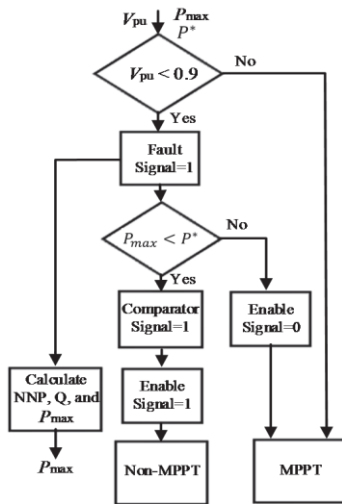 V_pu P_max
P*
V_pu < 0.9
No
Yes
Fault
Signal=1
P_max < P*
No
Yes
Comparator
Signal=1
Enable
Signal=0
Calculate
NNP, Q, and
P_max
Enable
Signal=1
P_max
Non-MPPT
MPPT